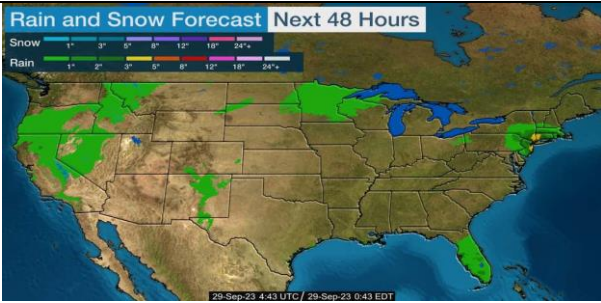 Rain and Snow Forecast Next 48 Hours
Snow 1" 3" 5" 8" 12" 18" 24"+
Rain 1" 2" 3" 5" 8" 12" 18" 24"+
29-Sep-23 4:43 UTC / 29-Sep-23 0:43 EDT